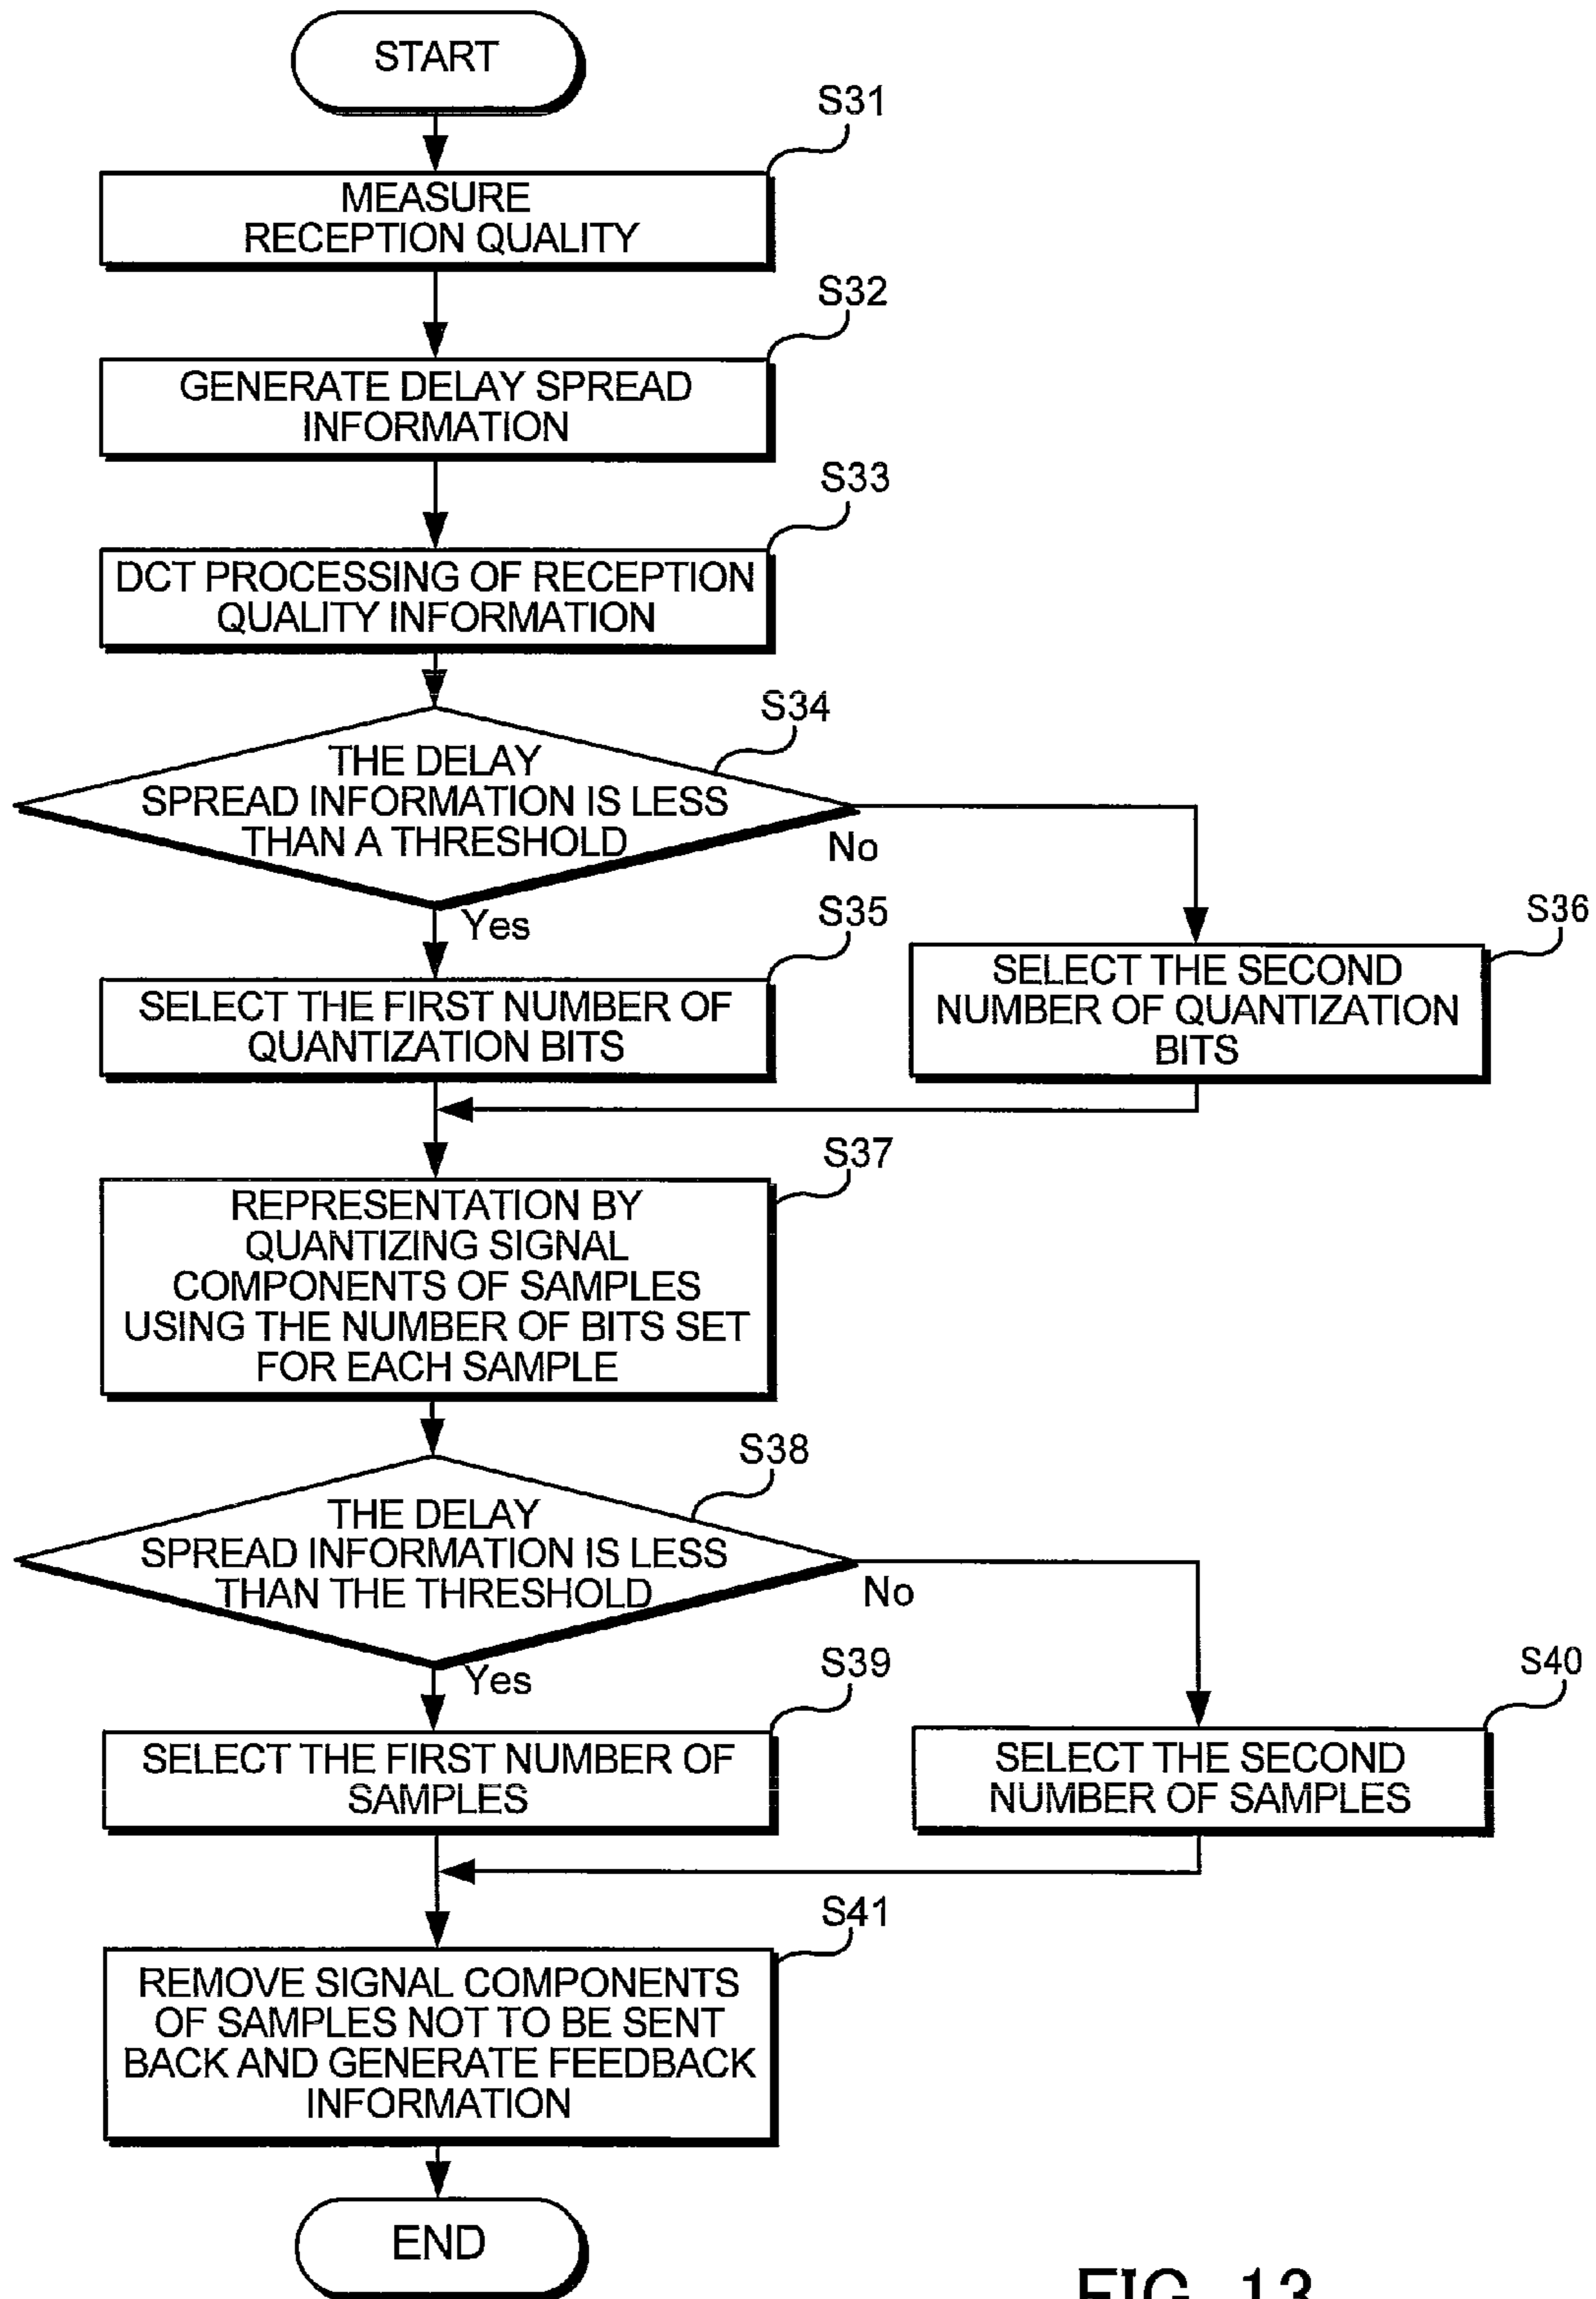 START
S31
MEASURE
RECEPTION QUALITY
S32
GENERATE DELAY SPREAD
INFORMATION
S33
DCT PROCESSING OF RECEPTION
QUALITY INFORMATION
S34
THE DELAY
SPREAD INFORMATION IS LESS
THAN A THRESHOLD
No
Yes
S35
SELECT THE FIRST NUMBER OF
QUANTIZATION BITS
S36
SELECT THE SECOND
NUMBER OF QUANTIZATION
BITS
S37
REPRESENTATION BY
QUANTIZING SIGNAL
COMPONENTS OF SAMPLES
USING THE NUMBER OF BITS SET
FOR EACH SAMPLE
S38
THE DELAY
SPREAD INFORMATION IS LESS
THAN THE THRESHOLD
No
Yes
S39
SELECT THE FIRST NUMBER OF
SAMPLES
S40
SELECT THE SECOND
NUMBER OF SAMPLES
S41
REMOVE SIGNAL COMPONENTS
OF SAMPLES NOT TO BE SENT
BACK AND GENERATE FEEDBACK
INFORMATION
END
FIG. 13